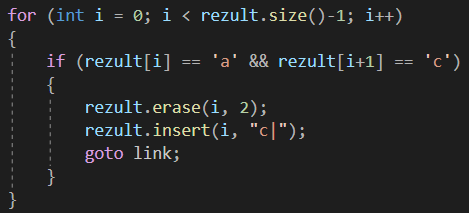 for (int i = 0; i < rezult.size()-1; i++)
{
if (rezult[i] == 'a' && rezult[i+1] == 'c')
{
rezult.erase(i, 2);
rezult.insert(i, "c|");
goto link;
}
}